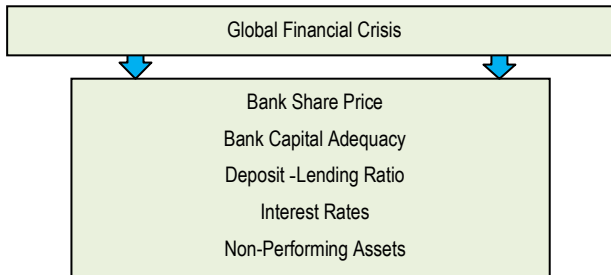 Global Financial Crisis
Bank Share Price
Bank Capital Adequacy
Deposit -Lending Ratio
Interest Rates
Non-Performing Assets